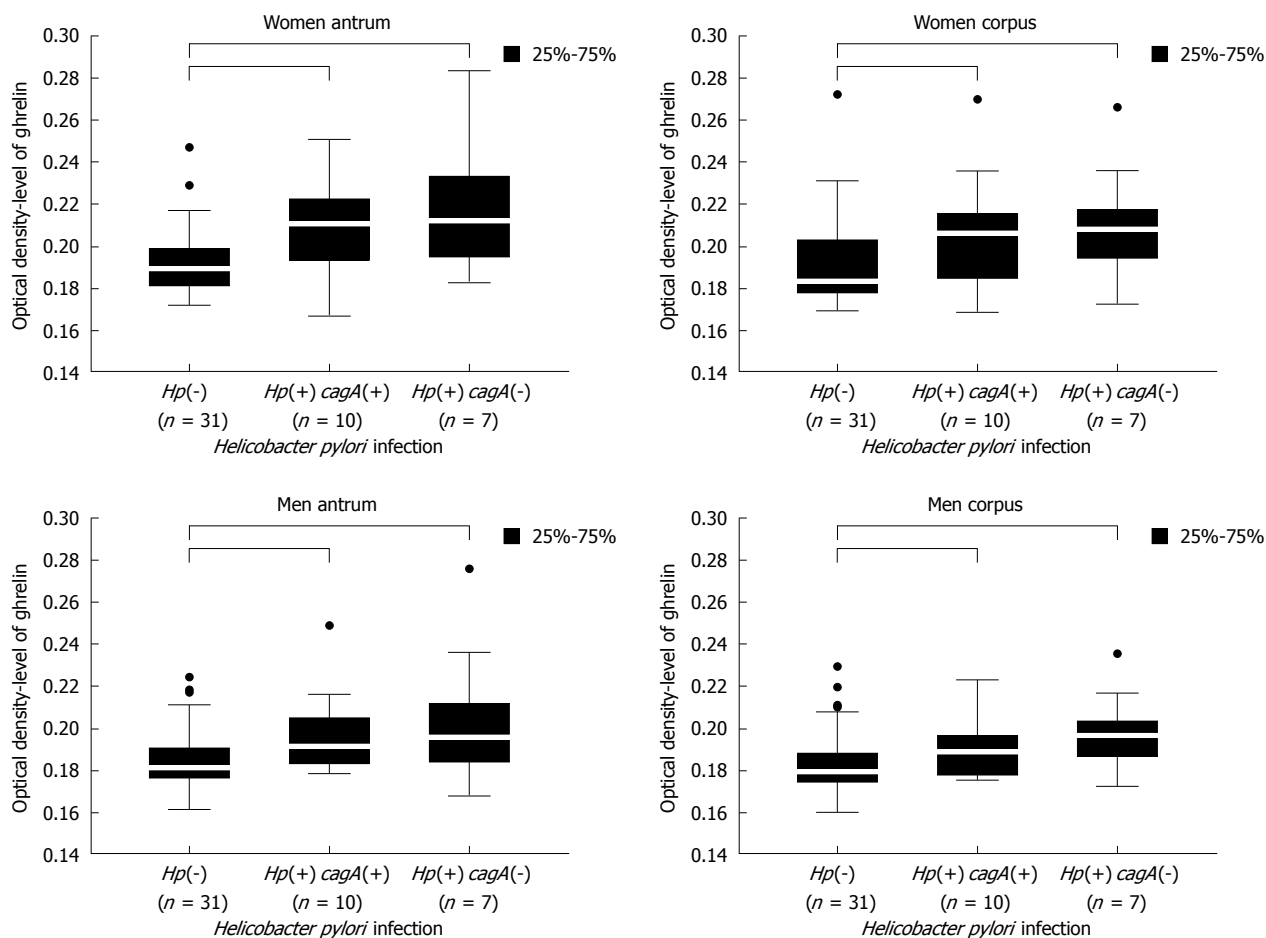 Women antrum
25%-75%
Optical density-level of ghrelin
0.30
0.28
0.26
0.24
0.22
0.20
0.18
0.16
0.14
Hp(-) Hp(+) cagA(+) Hp(+) cagA(-)
(n = 31) (n = 10) (n = 7)
Helicobacter pylori infection
Women corpus
25%-75%
Optical density-level of ghrelin
0.30
0.28
0.26
0.24
0.22
0.20
0.18
0.16
0.14
Hp(-) Hp(+) cagA(+) Hp(+) cagA(-)
(n = 31) (n = 10) (n = 7)
Helicobacter pylori infection
Men antrum
25%-75%
Optical density-level of ghrelin
0.30
0.28
0.26
0.24
0.22
0.20
0.18
0.16
0.14
Hp(-) Hp(+) cagA(+) Hp(+) cagA(-)
(n = 31) (n = 10) (n = 7)
Helicobacter pylori infection
Men corpus
25%-75%
Optical density-level of ghrelin
0.30
0.28
0.26
0.24
0.22
0.20
0.18
0.16
0.14
Hp(-) Hp(+) cagA(+) Hp(+) cagA(-)
(n = 31) (n = 10) (n = 7)
Helicobacter pylori infection